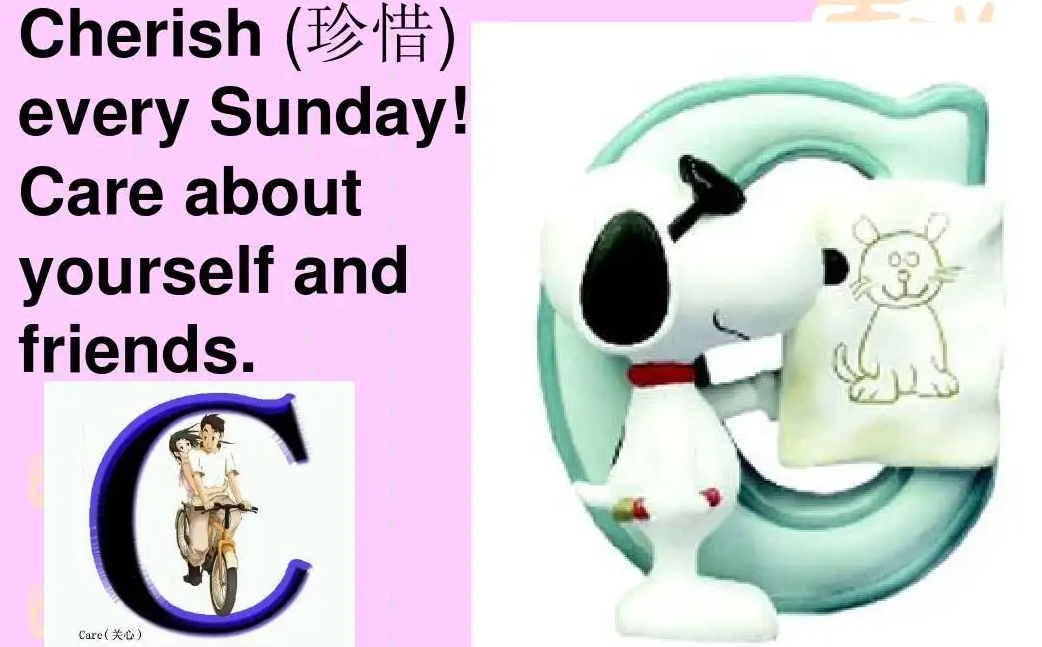 Cherish (珍惜)
every Sunday!
Care about
yourself and
friends.
C
Care(关心)
C